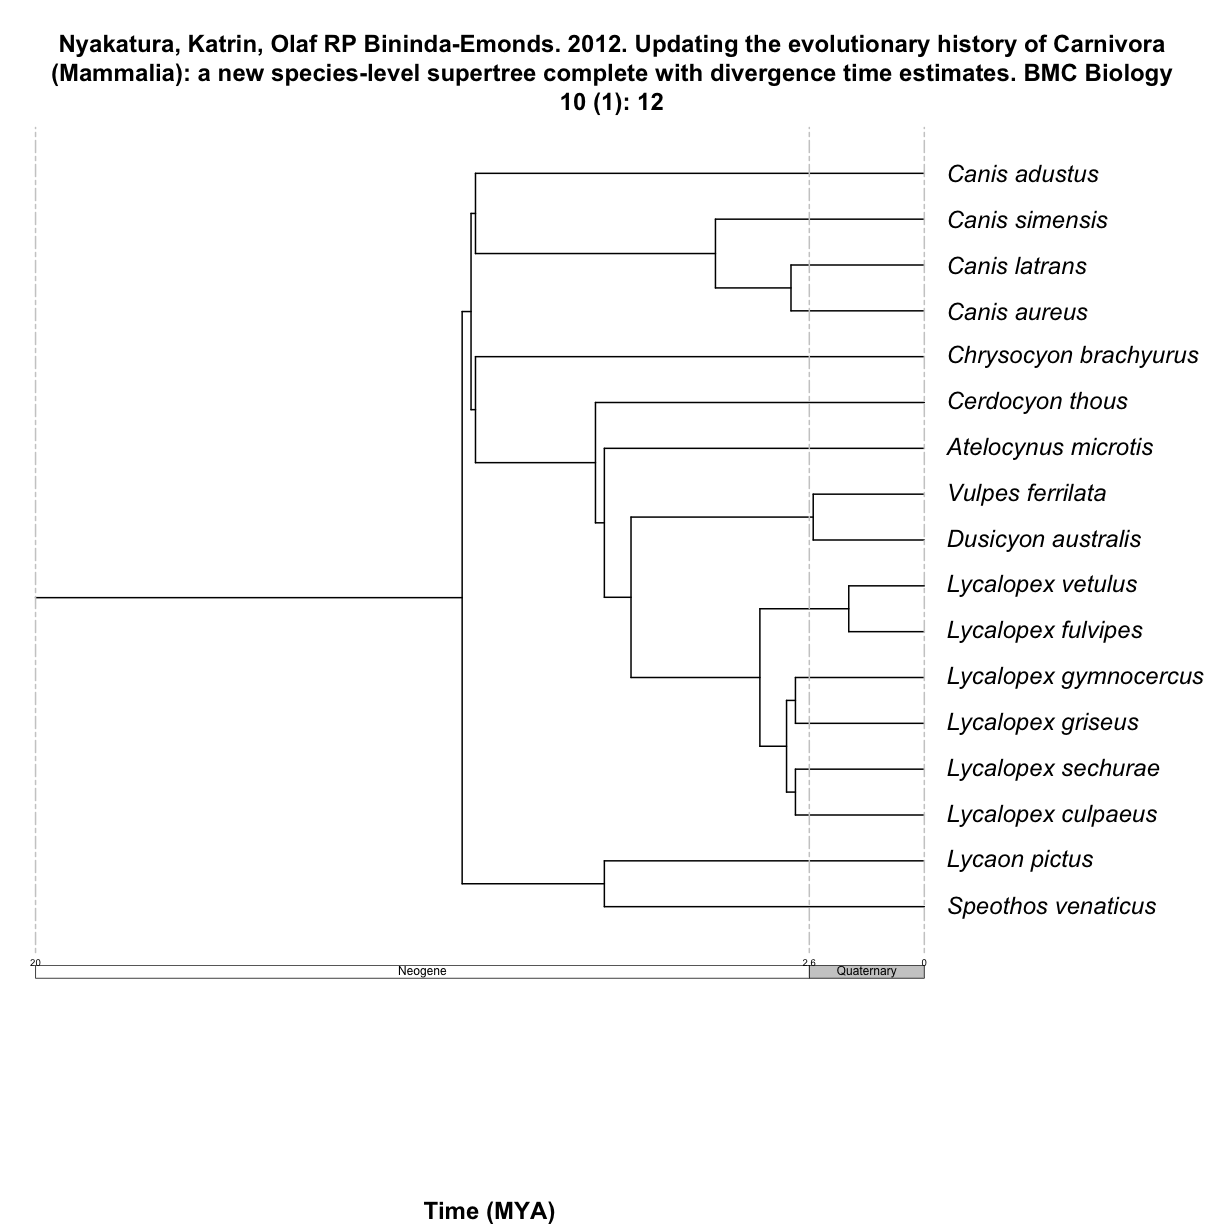 Nyakatura, Katrin, Olaf RP Bininda-Emonds. 2012. Updating the evolutionary history of Carnivora
(Mammalia): a new species-level supertree complete with divergence time estimates. BMC Biology
10 (1): 12
Canis adustus
Canis simensis
Canis latrans
Canis aureus
Chrysocyon brachyurus
Cerdocyon thous
Atelocynus microtis
Vulpes ferrilata
Dusicyon australis
Lycalopex vetulus
Lycalopex fulvipes
Lycalopex gymnocercus
Lycalopex griseus
Lycalopex sechurae
Lycalopex culpaeus
Lycaon pictus
Speothos venaticus
20 2.6 0
Neogene Quaternary
Time (MYA)